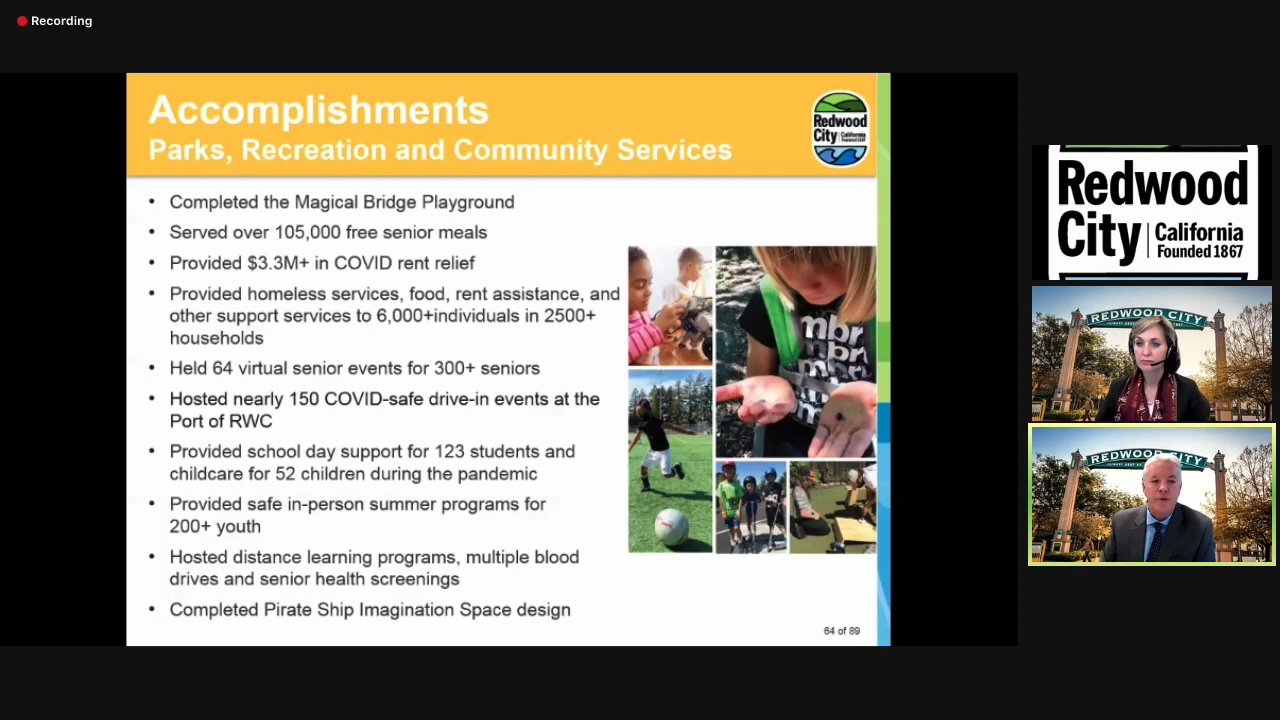 Recording
Accomplishments
Parks, Recreation and Community Services
Redwood
City California
Founded 1867
• Completed the Magical Bridge Playground
• Served over 105,000 free senior meals
• Provided $3.3M+ in COVID rent relief
• Provided homeless services, food, rent assistance, and
other support services to 6,000+individuals in 2500+
households
• Held 64 virtual senior events for 300+ seniors
• Hosted nearly 150 COVID-safe drive-in events at the
Port of RWC
• Provided school day support for 123 students and
childcare for 52 children during the pandemic
• Provided safe in-person summer programs for
200+ youth
• Hosted distance learning programs, multiple blood
drives and senior health screenings
• Completed Pirate Ship Imagination Space design
mbr
mbr
mbr
64 of 89
Redwood
City California
Founded 1867
REDWOOD CITY
REDWOOD CITY